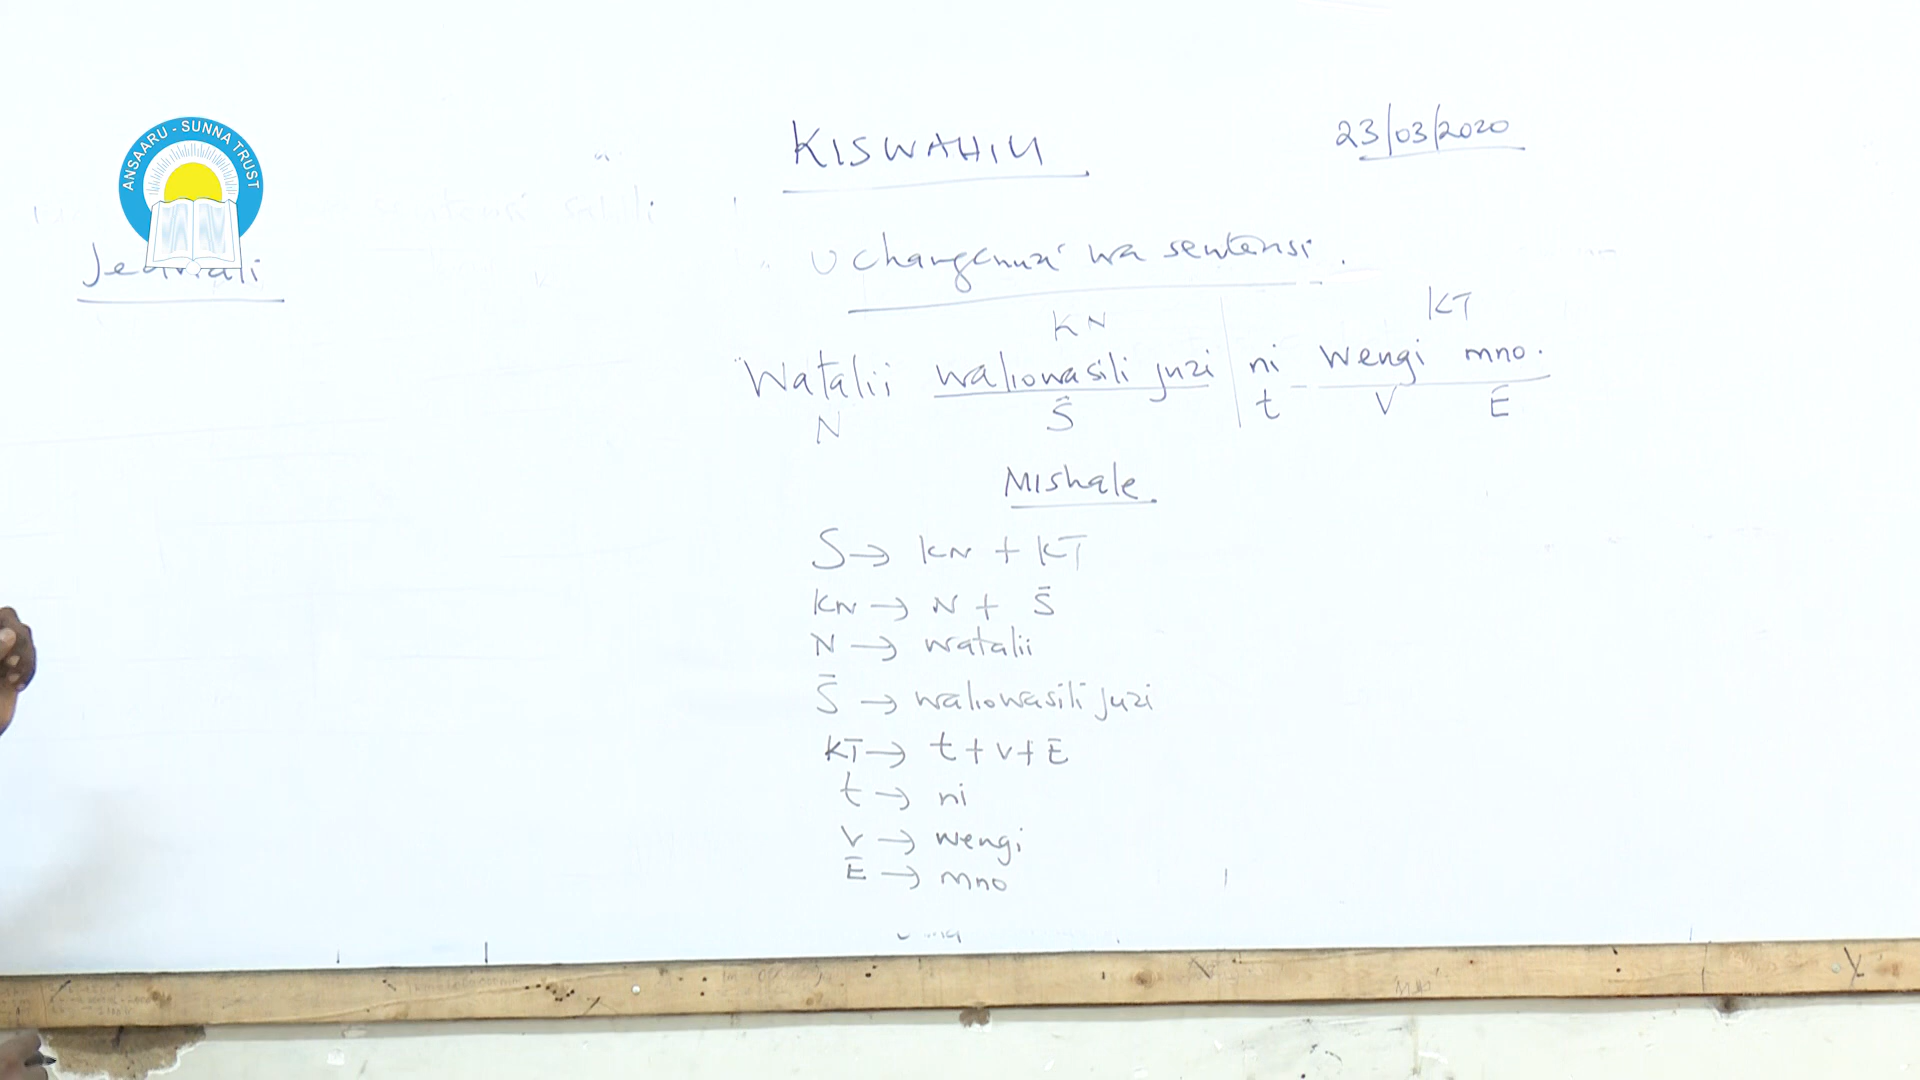 ANSAARU - SUNNA TRUST
KISWAHILI
23/03/2020
Jedwali
Uchanganuzi wa sentensi.
KN KT
Watalii waliowasili juzi ni wengi mno.
N S̄ t V Ē
Mishale
S → KN + KT
KN → N + S̄
N → watalii
S̄ → waliowasili juzi
KT → t + v + Ē
t → ni
V → wengi
Ē → mno